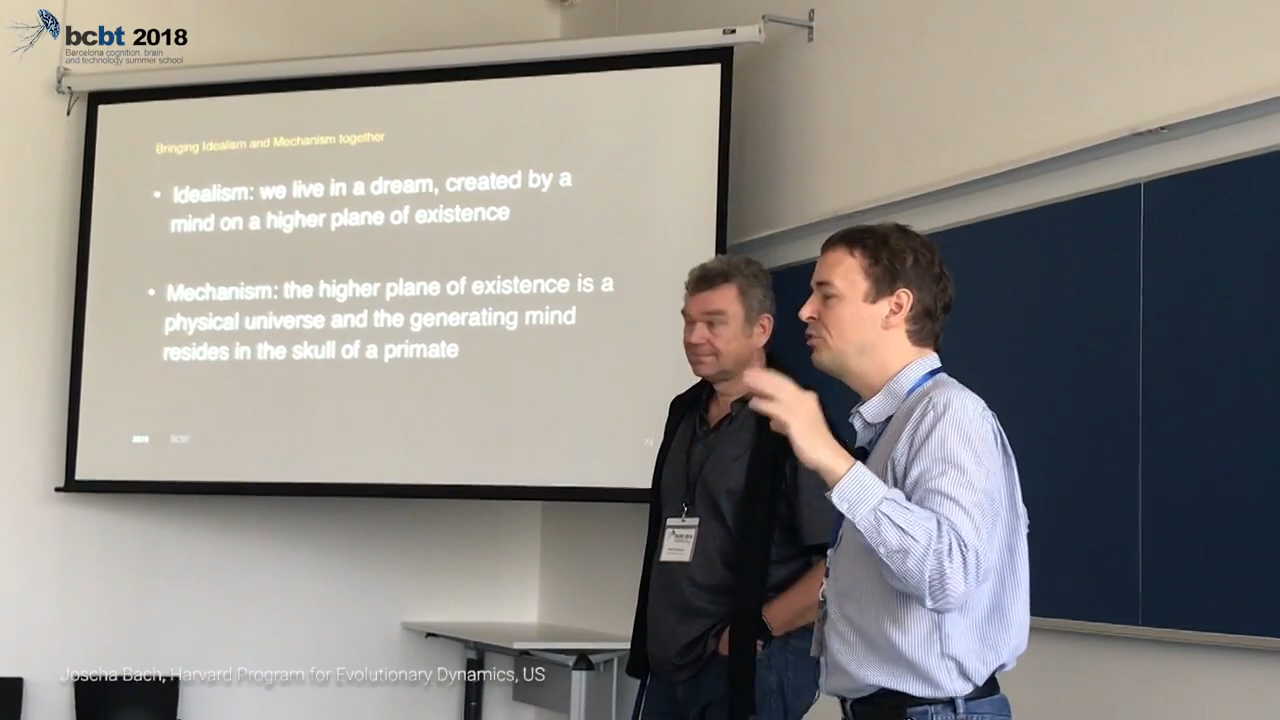 bcbt 2018
Barcelona cognition, brain
and technology summer school
Bringing Idealism and Mechanism together
• Idealism: we live in a dream, created by a
mind on a higher plane of existence
• Mechanism: the higher plane of existence is a
physical universe and the generating mind
resides in the skull of a primate
Joscha Bach, Harvard Program for Evolutionary Dynamics, US